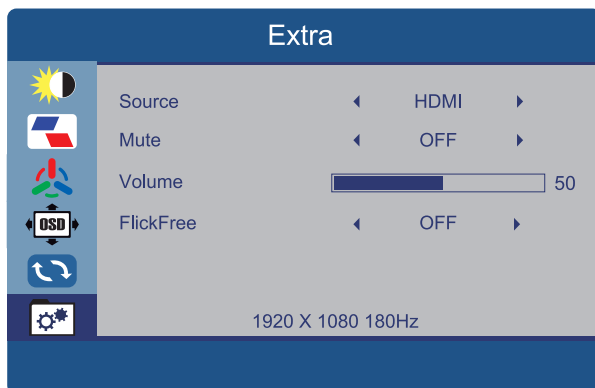 Extra
Source HDMI
Mute OFF
Volume 50
OSD
FlickFree OFF
1920 X 1080 180Hz